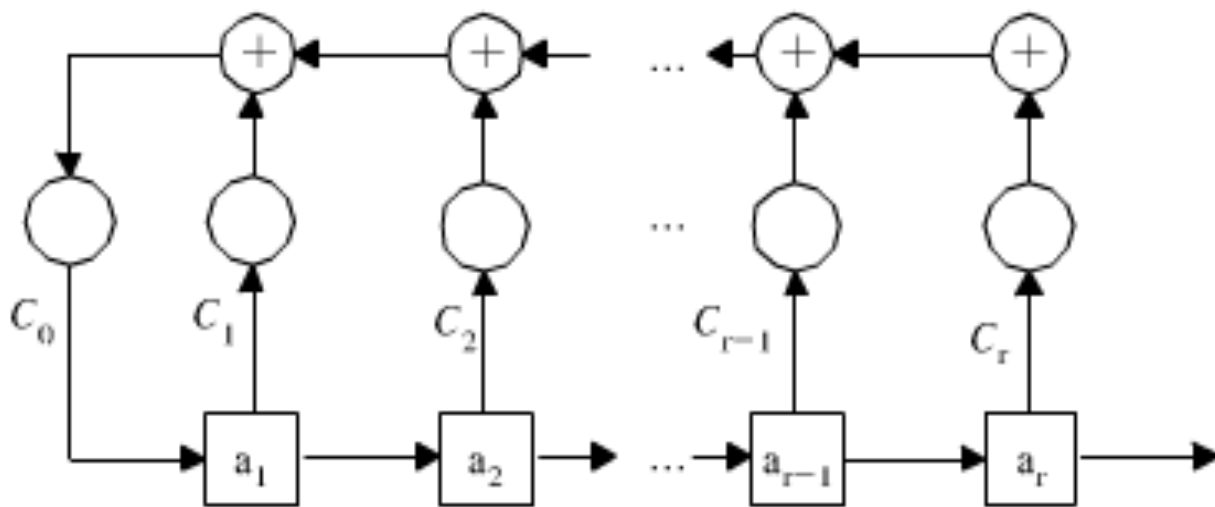 + + ... + +
...
C₀ C₁ C₂ Cᵣ₋₁ Cᵣ
a₁ a₂ ... aᵣ₋₁ aᵣ